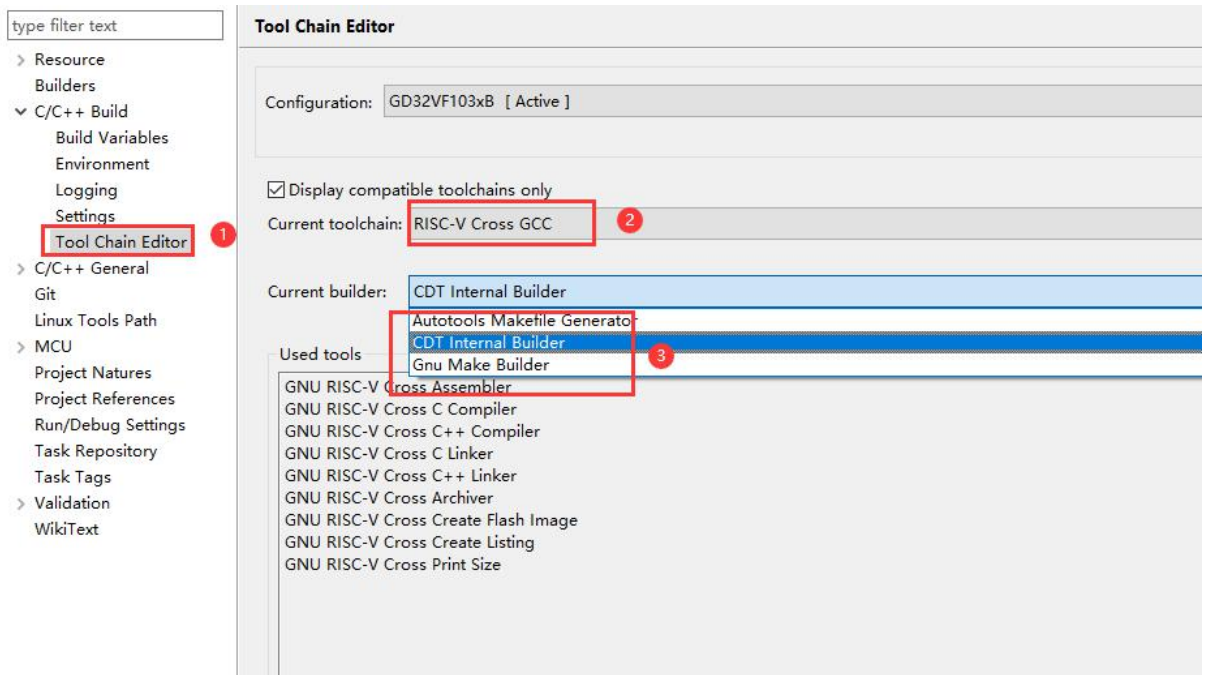 type filter text
Resource
Builders
C/C++ Build
Build Variables
Environment
Logging
Settings
Tool Chain Editor
1
C/C++ General
Git
Linux Tools Path
MCU
Project Natures
Project References
Run/Debug Settings
Task Repository
Task Tags
Validation
WikiText
Tool Chain Editor
Configuration: GD32VF103xB [ Active ]
Display compatible toolchains only
Current toolchain: RISC-V Cross GCC
2
Current builder: CDT Internal Builder
Autotools Makefile Generator
CDT Internal Builder
Gnu Make Builder
3
Used tools
GNU RISC-V Cross Assembler
GNU RISC-V Cross C Compiler
GNU RISC-V Cross C++ Compiler
GNU RISC-V Cross C Linker
GNU RISC-V Cross C++ Linker
GNU RISC-V Cross Archiver
GNU RISC-V Cross Create Flash Image
GNU RISC-V Cross Create Listing
GNU RISC-V Cross Print Size